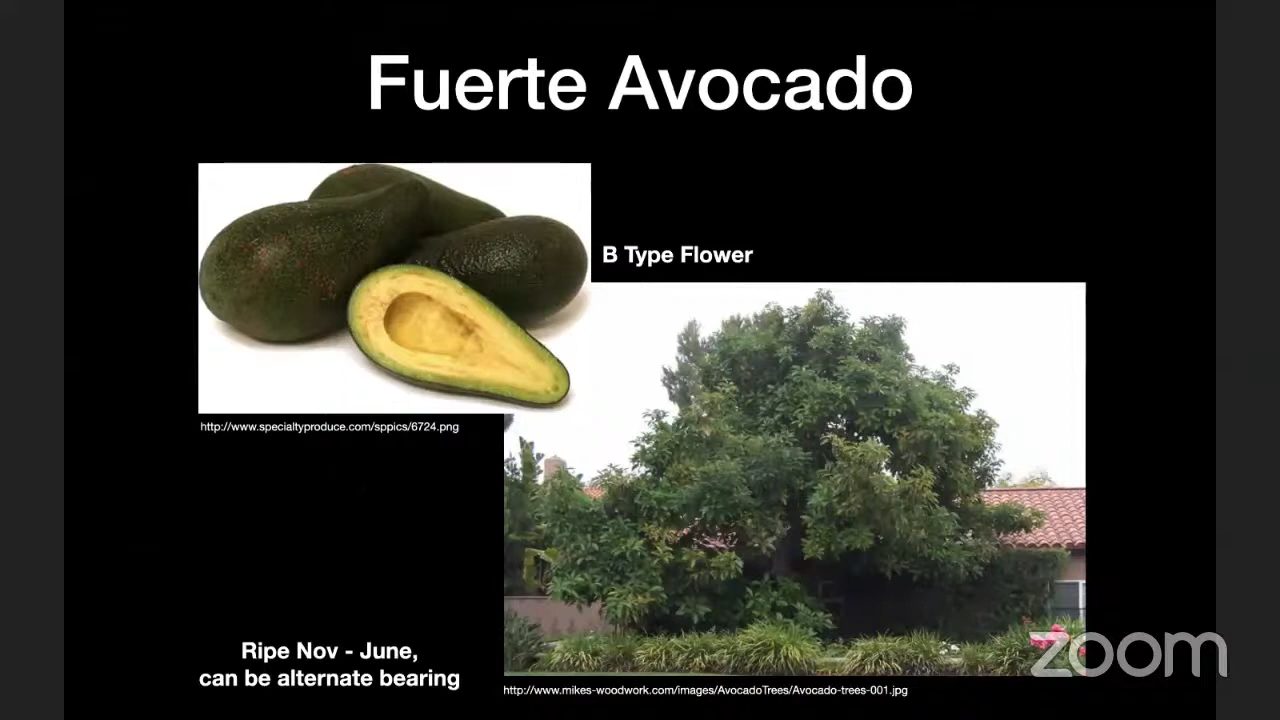 Fuerte Avocado
B Type Flower
http://www.specialtyproduce.com/sppics/6724.png
Ripe Nov - June,
can be alternate bearing
zoom
http://www.mikes-woodwork.com/images/AvocadoTrees/Avocado-trees-001.jpg